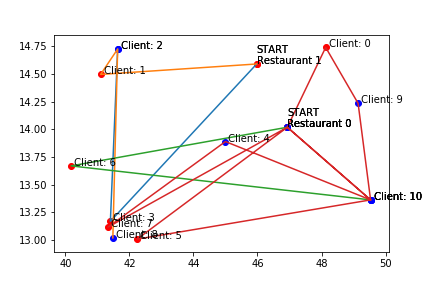 14.75
14.50
14.25
14.00
13.75
13.50
13.25
13.00
40
42
44
46
48
50
Client: 2
Client: 1
START
Restaurant 1
Client: 0
Client: 9
START
Restaurant 0
Client: 4
Client: 6
Client: 10
Client: 3
Client: 7
Client: 5